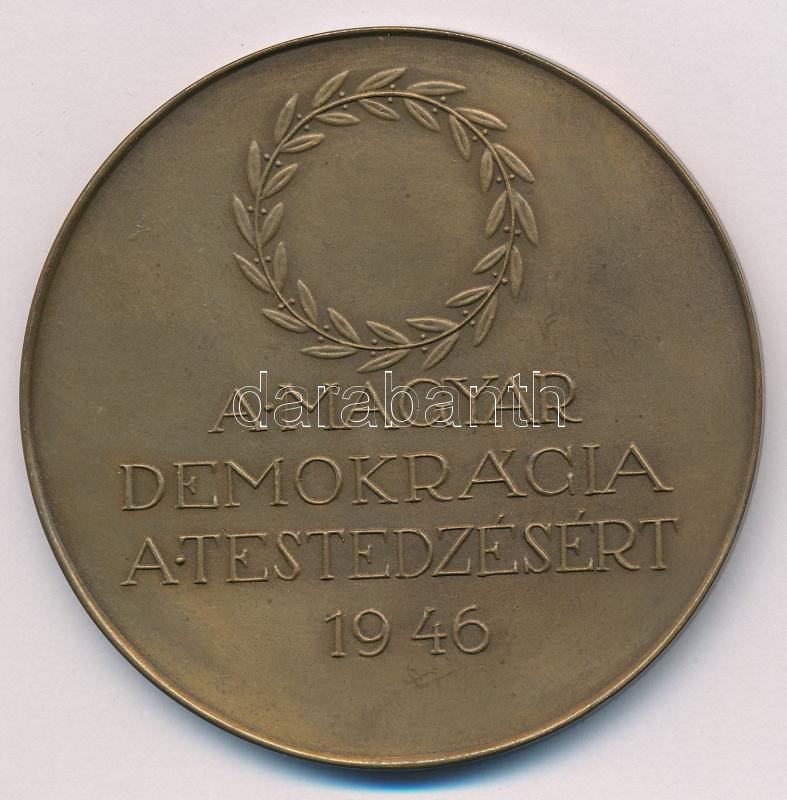 A·MAGYAR
darabanth
DEMOKRÁCIA
A·TESTEDZÉSÉRT
1946